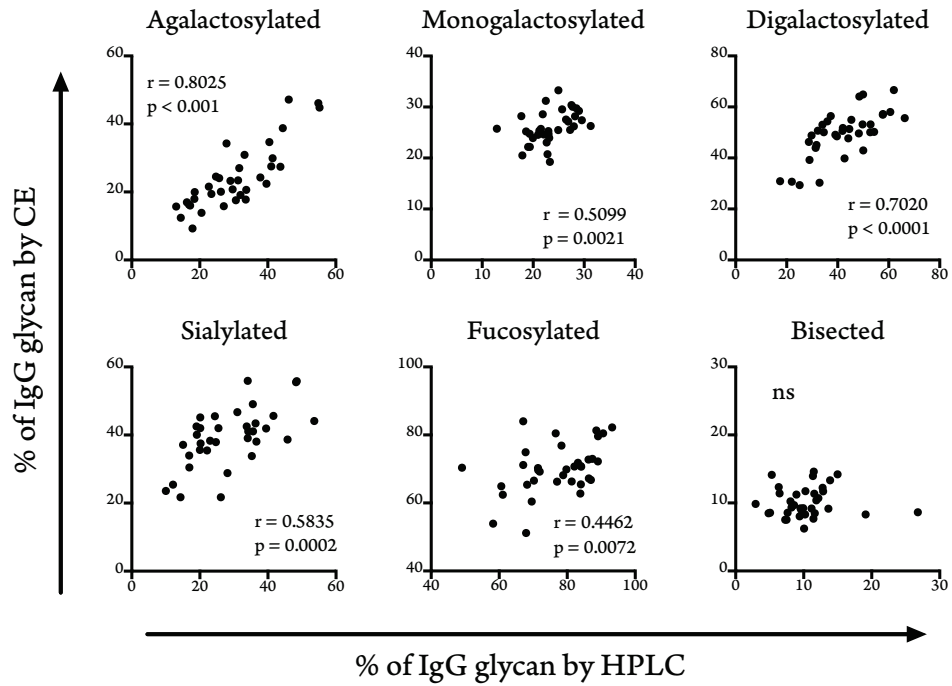 Agalactosylated
Monogalactosylated
Digalactosylated
60
40
20
0
r = 0.8025
p < 0.001
0
20
40
60
40
30
20
10
0
r = 0.5099
p = 0.0021
0
10
20
30
40
80
60
40
20
0
r = 0.7020
p < 0.0001
0
20
40
60
80
Sialylated
Fucosylated
Bisected
60
40
20
0
r = 0.5835
p = 0.0002
0
20
40
60
100
80
60
40
r = 0.4462
p = 0.0072
40
60
80
100
30
20
10
0
ns
0
10
20
30
% of IgG glycan by CE
% of IgG glycan by HPLC